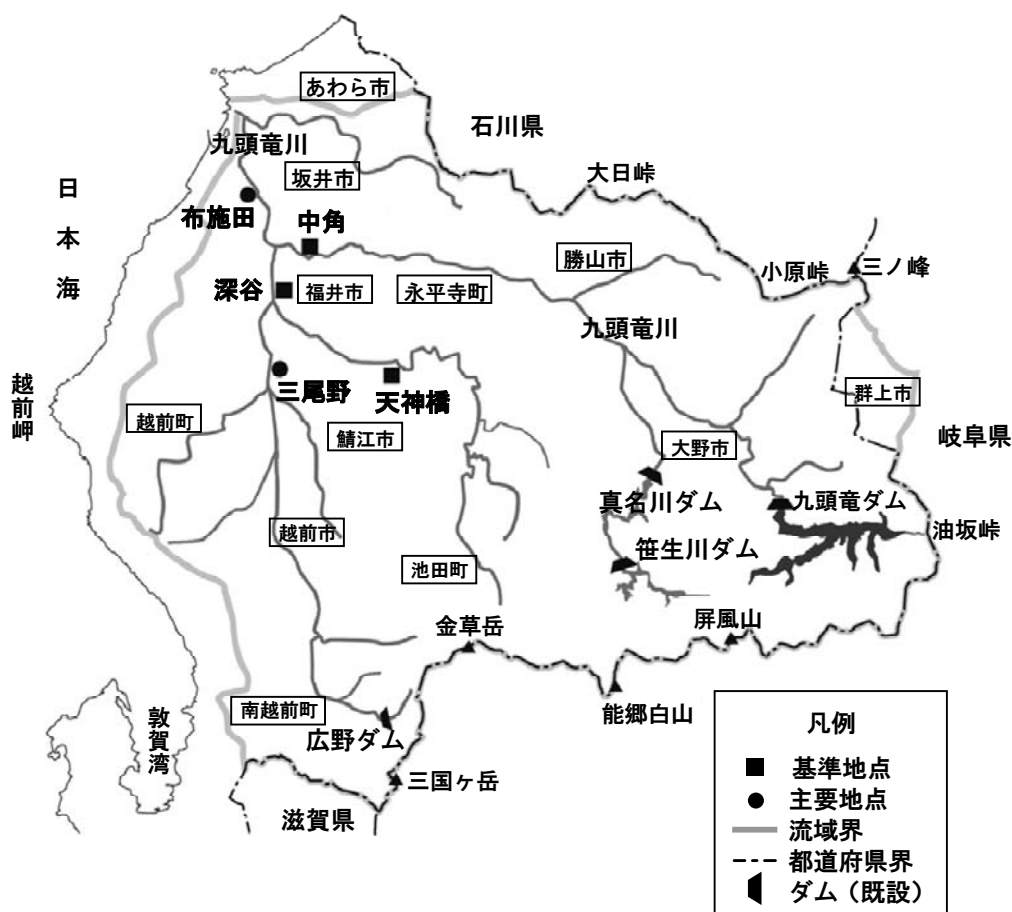 あわら市
石川県
九頭竜川
大日峠
坂井市
日本海
布施田
中角
勝山市
小原峠
三ノ峰
深谷
福井市
永平寺町
九頭竜川
越前岬
三尾野
天神橋
群上市
越前町
鯖江市
大野市
岐阜県
真名川ダム
九頭竜ダム
越前市
油坂峠
笹生川ダム
池田町
金草岳
屏風山
南越前町
能郷白山
敦賀湾
広野ダム
三国ヶ岳
滋賀県
凡例
基準地点
主要地点
流域界
都道府県界
ダム（既設）